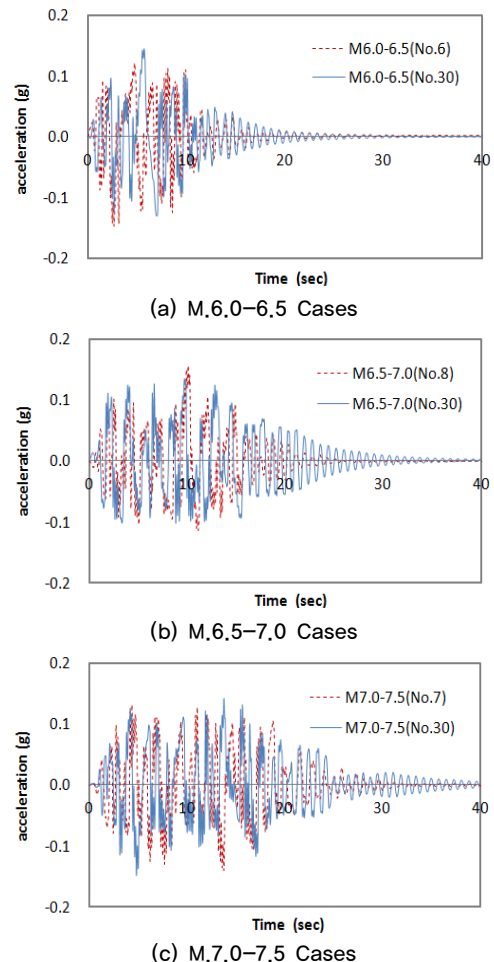 0.2
M6.0-6.5(No.6)
0.1
M6.0-6.5(No.30)
acceleration (g)
0.0
0 10 20 30 40
-0.1
-0.2
Time (sec)
(a) M.6.0-6.5 Cases
0.2
M6.5-7.0(No.8)
0.1
M6.5-7.0(No.30)
acceleration (g)
0.0
0 10 20 30 40
-0.1
-0.2
Time (sec)
(b) M.6.5-7.0 Cases
0.2
M7.0-7.5(No.7)
0.1
M7.0-7.5(No.30)
acceleration (g)
0.0
0 10 20 30 40
-0.1
-0.2
Time (sec)
(c) M.7.0-7.5 Cases